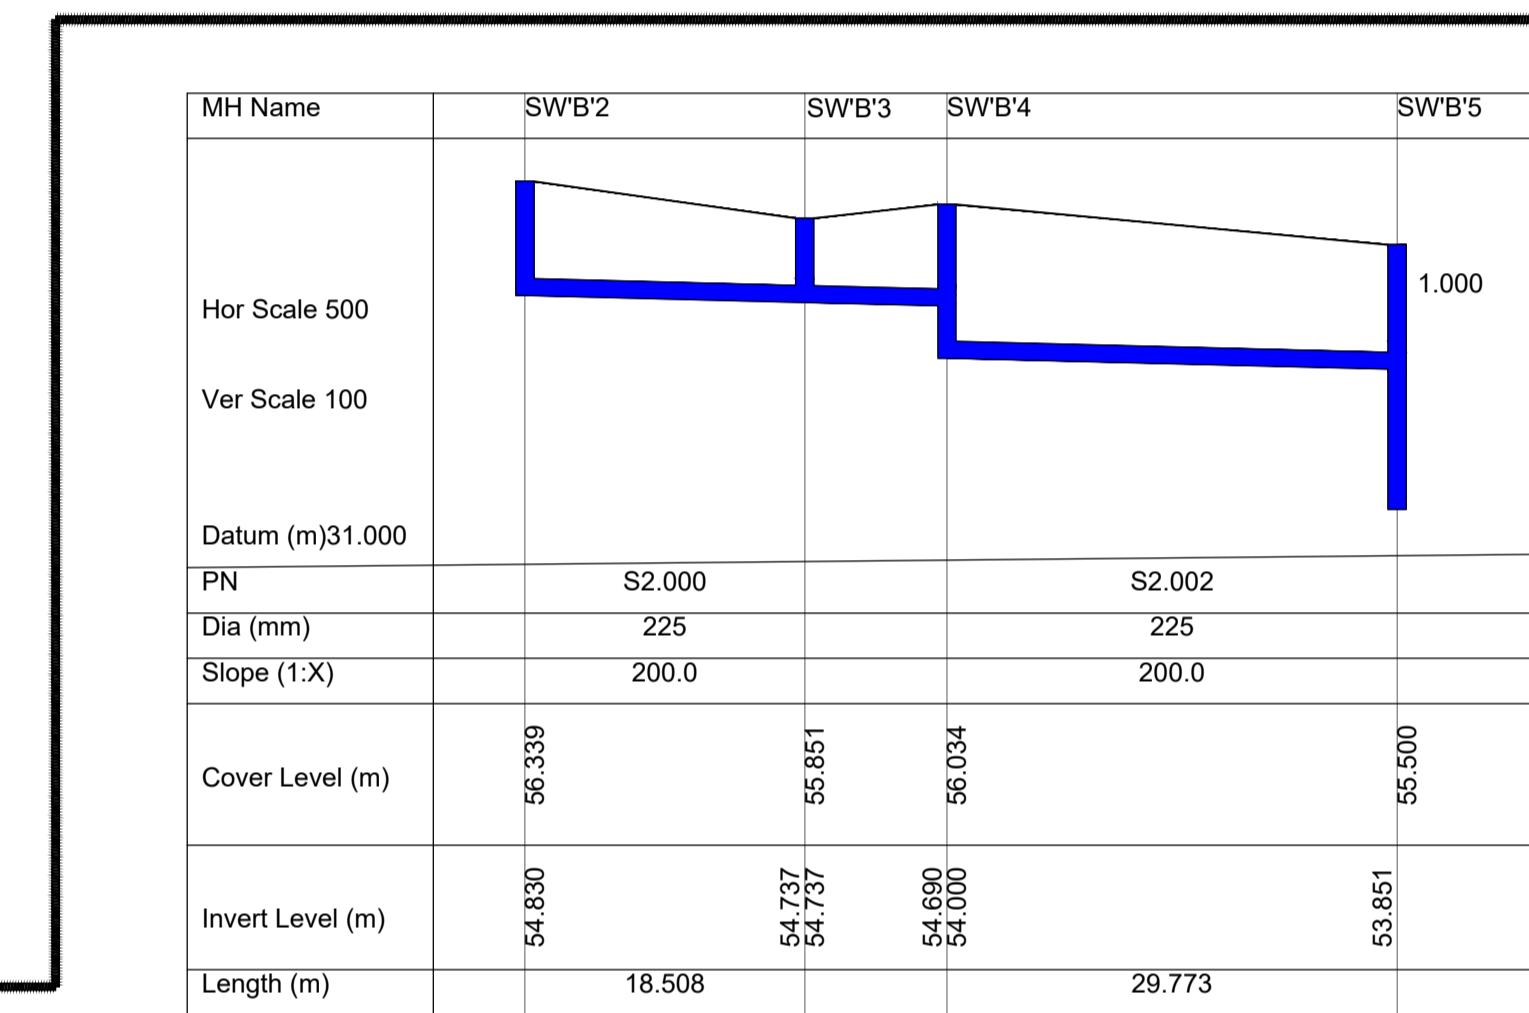 MH Name SW'B'2 SW'B'3 SW'B'4 SW'B'5
1.000
Hor Scale 500
Ver Scale 100
Datum (m)31.000
PN S2.000 S2.002
Dia (mm) 225 225
Slope (1:X) 200.0 200.0
Cover Level (m) 56.339 55.851 56.034 55.500
Invert Level (m) 54.830 54.737 54.737 54.690 54.000 53.851
Length (m) 18.508 29.773